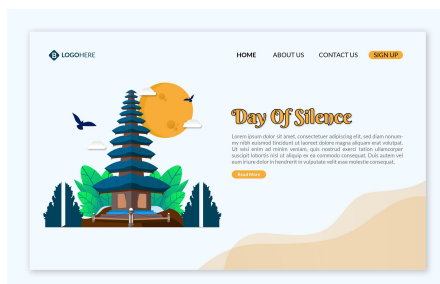 LOGOHERE
HOME ABOUT US CONTACT US SIGN UP
Day Of Silence
Lorem ipsum dolor sit amet, consectetuer adipiscing elit, sed diam nonum-
my nibh euismod tincidunt ut laoreet dolore magna aliquam erat volutpat.
Ut wisi enim ad minim veniam, quis nostrud exerci tation ullamcorper
suscipit lobortis nisl ut aliquip ex ea commodo consequat. Duis autem vel
eum iriure dolor in hendrerit in vulputate velit esse molestie consequat,
Read More